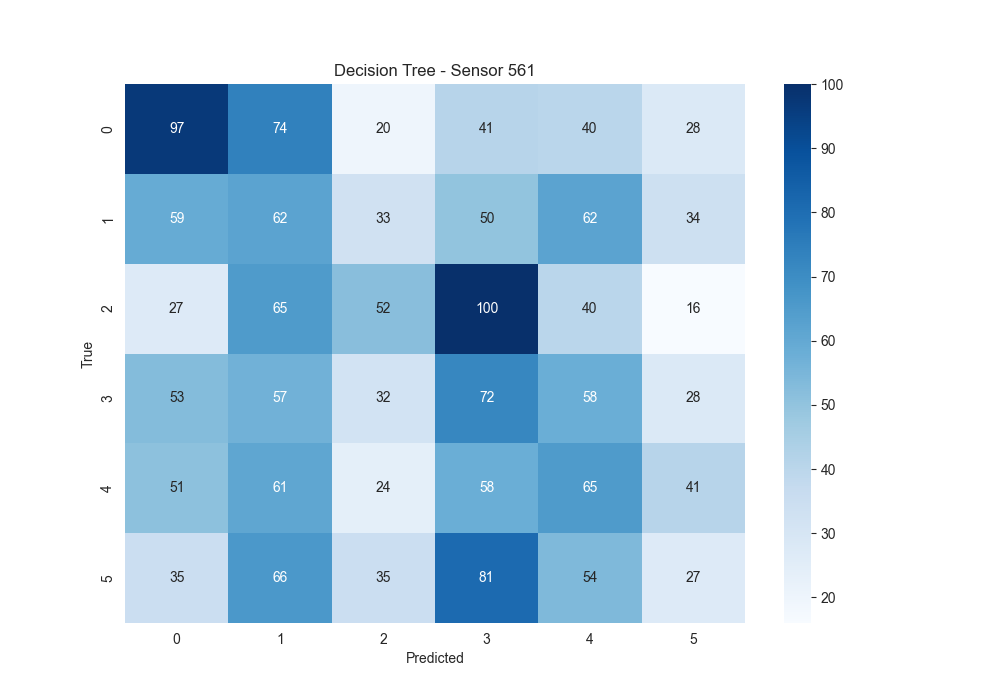 Decision Tree - Sensor 561
0 97 74 20 41 40 28
1 59 62 33 50 62 34
2 27 65 52 100 40 16
3 53 57 32 72 58 28
4 51 61 24 58 65 41
5 35 66 35 81 54 27
0 1 2 3 4 5
Predicted
True
100
90
80
70
60
50
40
30
20